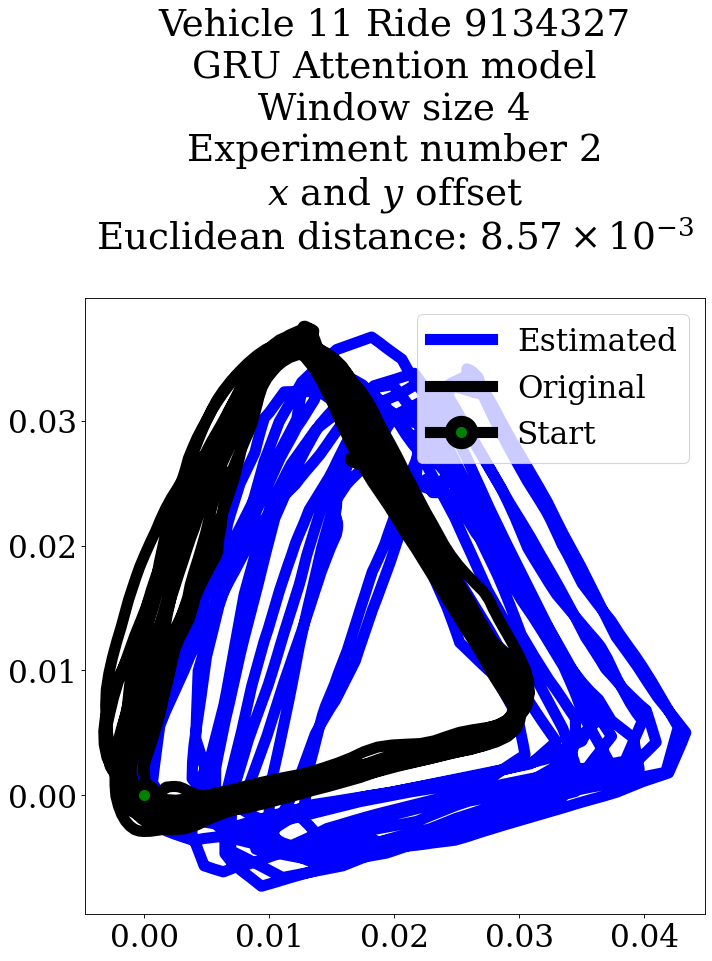 Vehicle 11 Ride 9134327
GRU Attention model
Window size 4
Experiment number 2
x and y offset
Euclidean distance: 8.57 × 10⁻³
Estimated
Original
Start
0.03
0.02
0.01
0.00
0.00 0.01 0.02 0.03 0.04